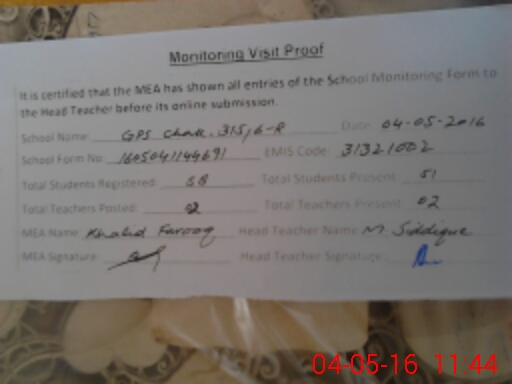 Monitoring Visit Proof
It is certified that the MEA has shown all entries of the School Monitoring Form to
the Head Teacher before its online submission.
School Name: GPS Chak. 315/6-R Date: 04-05-2016
School Form No: EMIS Code: 31321002
Total Students Registered: 58 Total Students Present: 51
Total Teachers Posted: 02 Total Teachers Present: 02
MEA Name: Khalid Farooq Head Teacher Name: M. Siddique
MEA Signature: Head Teacher Signature:
04-05-16 11:44